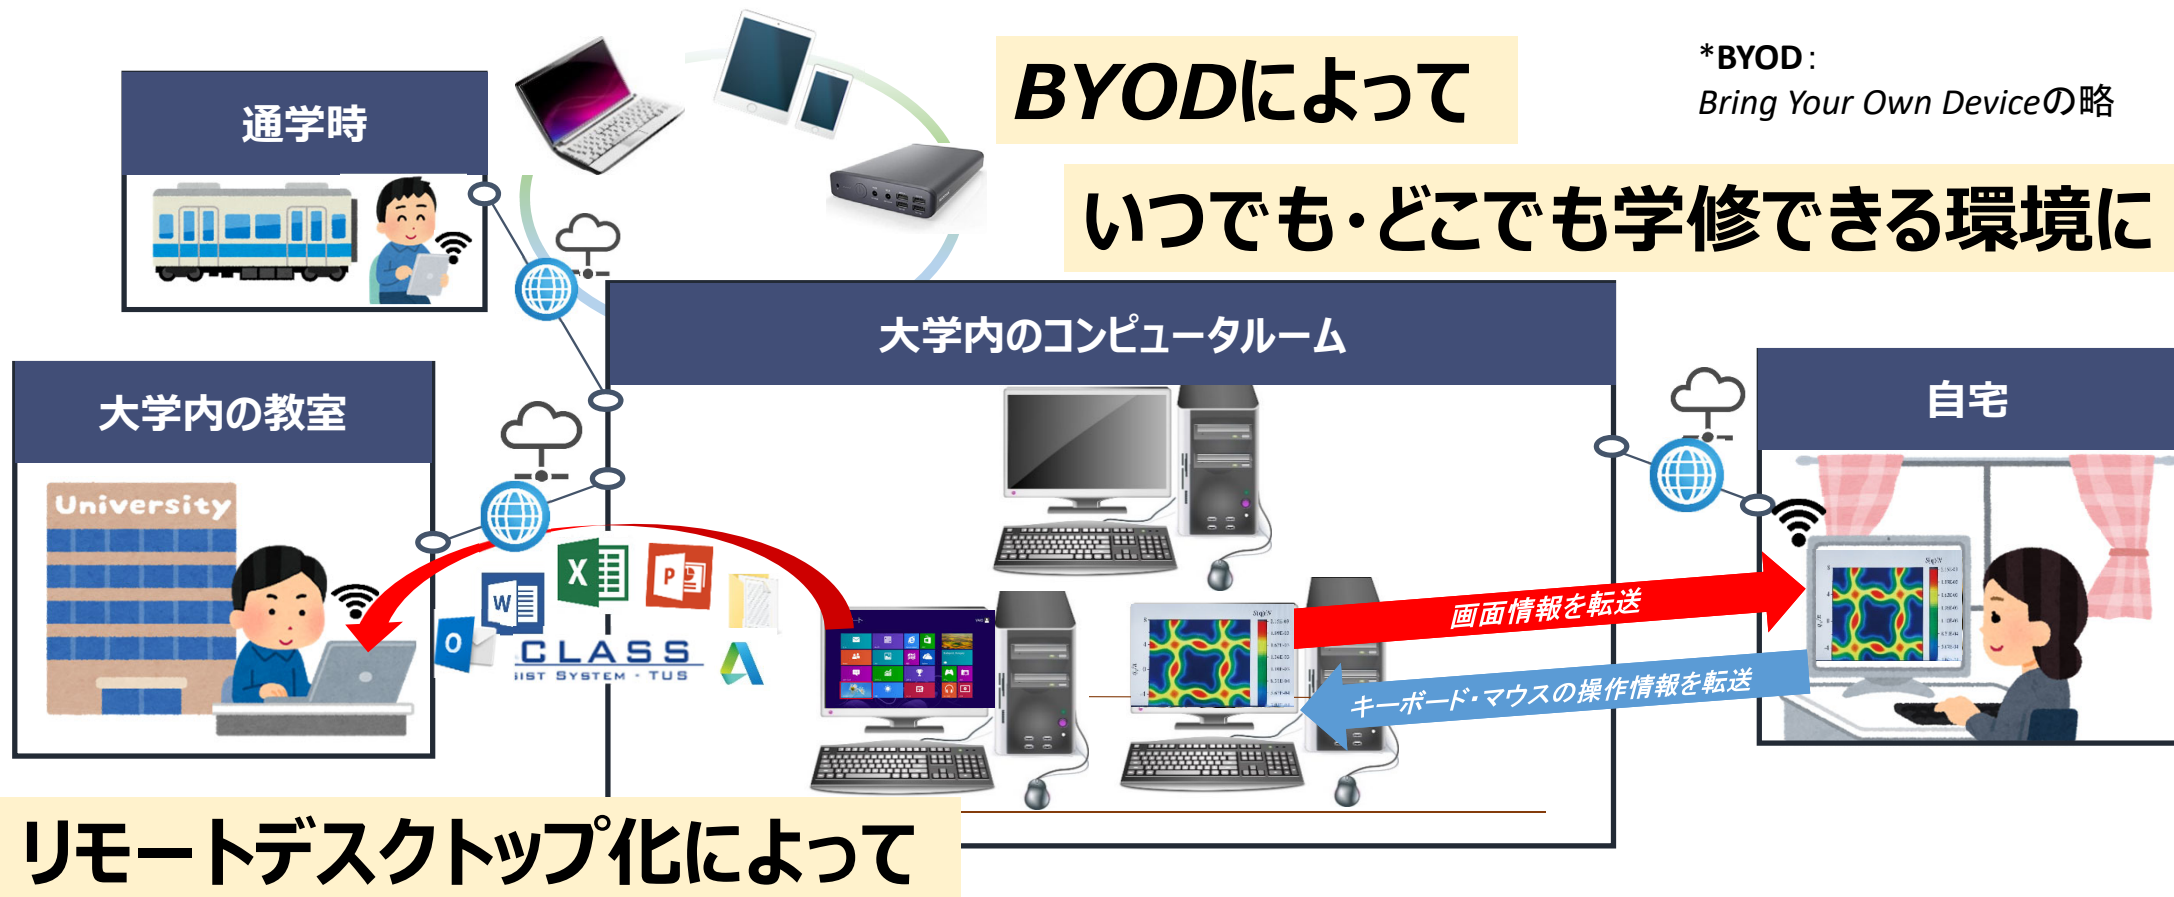 BYODによって
*BYOD：
Bring Your Own Deviceの略
いつでも・どこでも学修できる環境に
通学時
大学内のコンピュータルーム
大学内の教室
自宅
University
W
X
P
O
CLASS
IIST SYSTEM - TUS
S(qp)/N
S(qp)/N
画面情報を転送
キーボード・マウスの操作情報を転送
リモートデスクトップ化によって